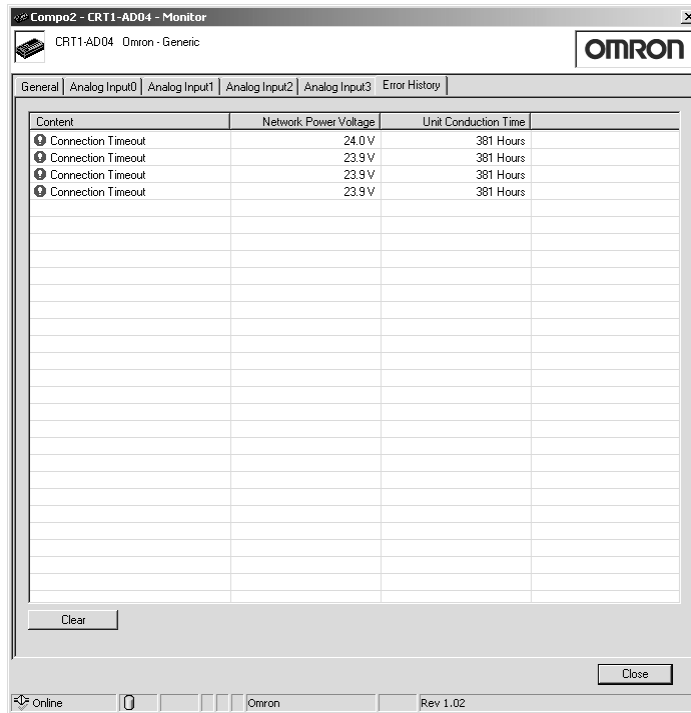 Compo2 - CRT1-AD04 - Monitor
CRT1-AD04 Omron - Generic
OMRON
General Analog Input0 Analog Input1 Analog Input2 Analog Input3 Error History
Content Network Power Voltage Unit Conduction Time
Connection Timeout 24.0 V 381 Hours
Connection Timeout 23.9 V 381 Hours
Connection Timeout 23.9 V 381 Hours
Connection Timeout 23.9 V 381 Hours
Clear
Close
Online Omron Rev 1.02